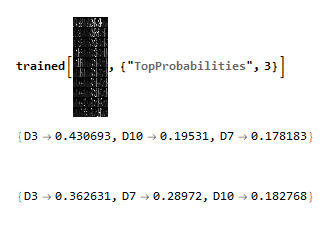 trained[ , {"TopProbabilities", 3}]
{D3 → 0.430693, D10 → 0.19531, D7 → 0.178183}
{D3 → 0.362631, D7 → 0.28972, D10 → 0.182768}